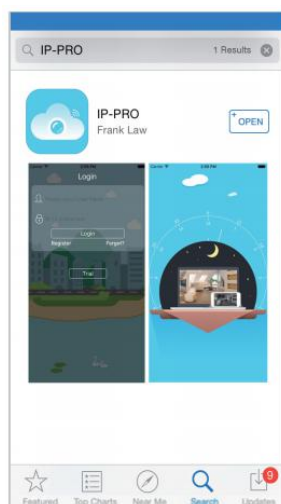 IP-PRO 1 Results
IP-PRO
Frank Law
+ OPEN
Login
Login
Register Forget?
Trial
9
Featured Top Charts Near Me Search Updates